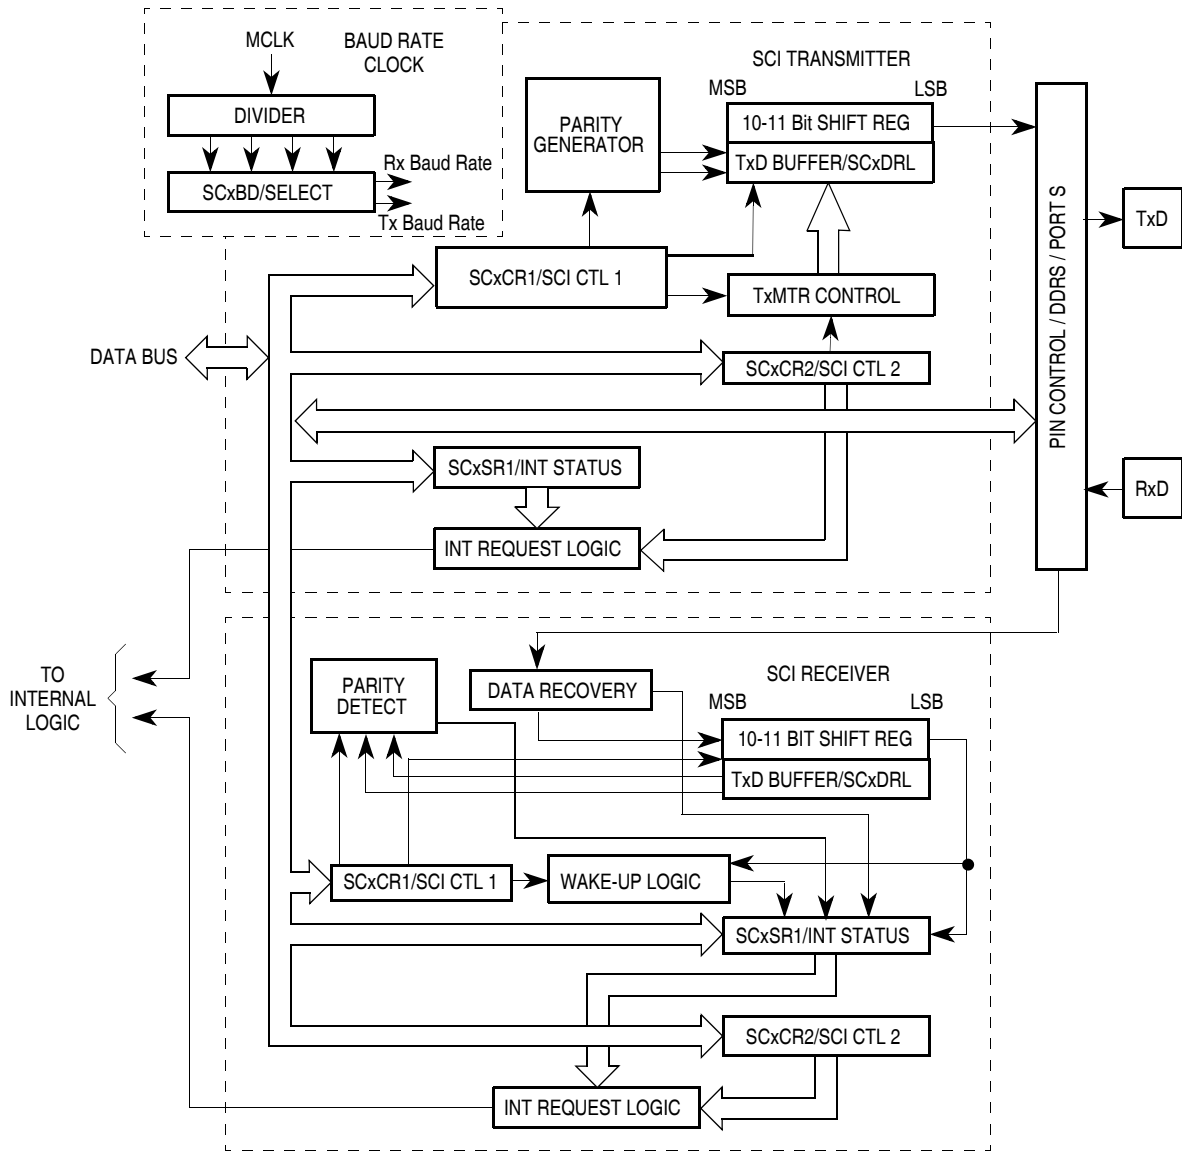 MCLK
BAUD RATE
CLOCK
DIVIDER
Rx Baud Rate
SCxBD/SELECT
Tx Baud Rate
SCI TRANSMITTER
MSB
LSB
PARITY
GENERATOR
10-11 Bit SHIFT REG
TxD BUFFER/SCxDRL
SCxCR1/SCI CTL 1
TxMTR CONTROL
DATA BUS
SCxCR2/SCI CTL 2
SCxSR1/INT STATUS
INT REQUEST LOGIC
PIN CONTROL / DDRS / PORT S
TxD
RxD
TO
INTERNAL
LOGIC
PARITY
DETECT
DATA RECOVERY
SCI RECEIVER
MSB
LSB
10-11 BIT SHIFT REG
TxD BUFFER/SCxDRL
SCxCR1/SCI CTL 1
WAKE-UP LOGIC
SCxSR1/INT STATUS
SCxCR2/SCI CTL 2
INT REQUEST LOGIC